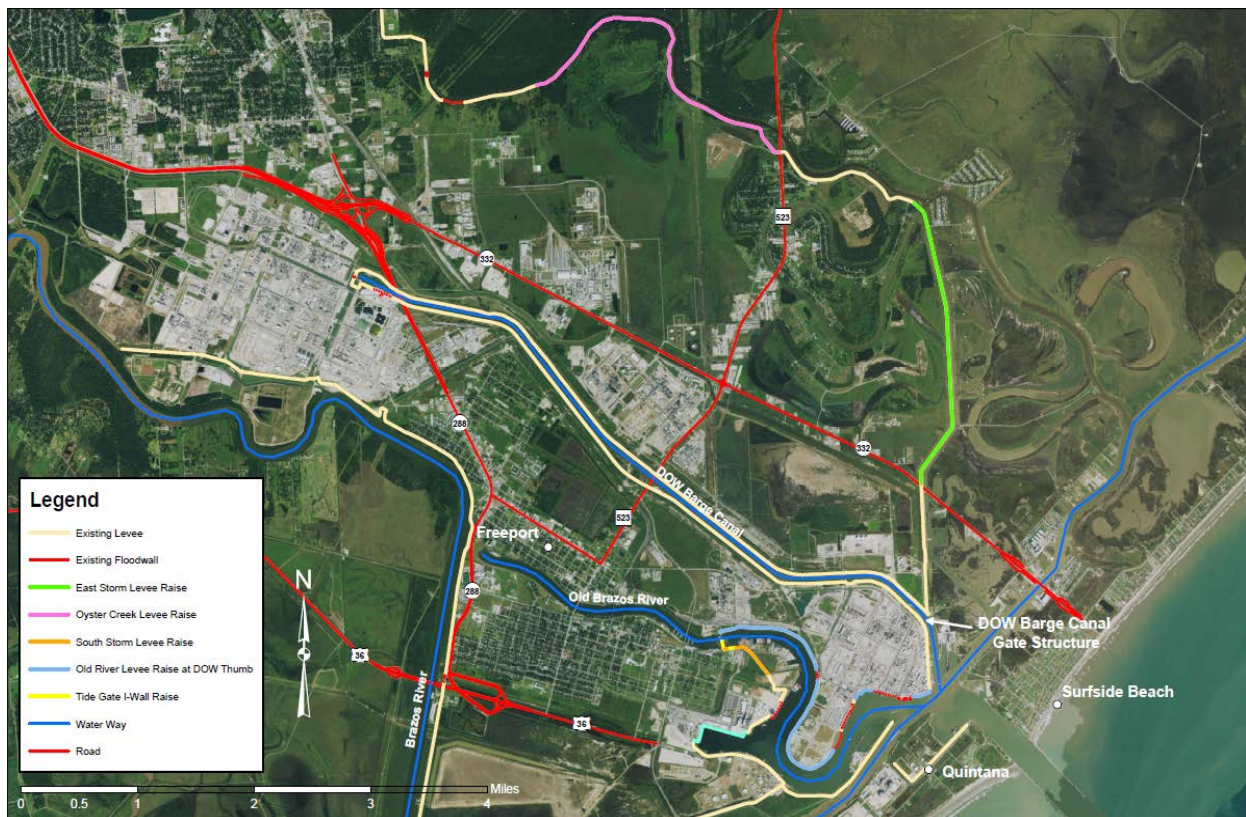 523
332
288
332
DOW Barge Canal
523
Freeport
288
Old Brazos River
DOW Barge Canal
Gate Structure
Surfside Beach
Quintana
Brazos River
36
36
N
Legend
Existing Levee
Existing Floodwall
East Storm Levee Raise
Oyster Creek Levee Raise
South Storm Levee Raise
Old River Levee Raise at DOW Thumb
Tide Gate I-Wall Raise
Water Way
Road
0 0.5 1 2 3 4 Miles